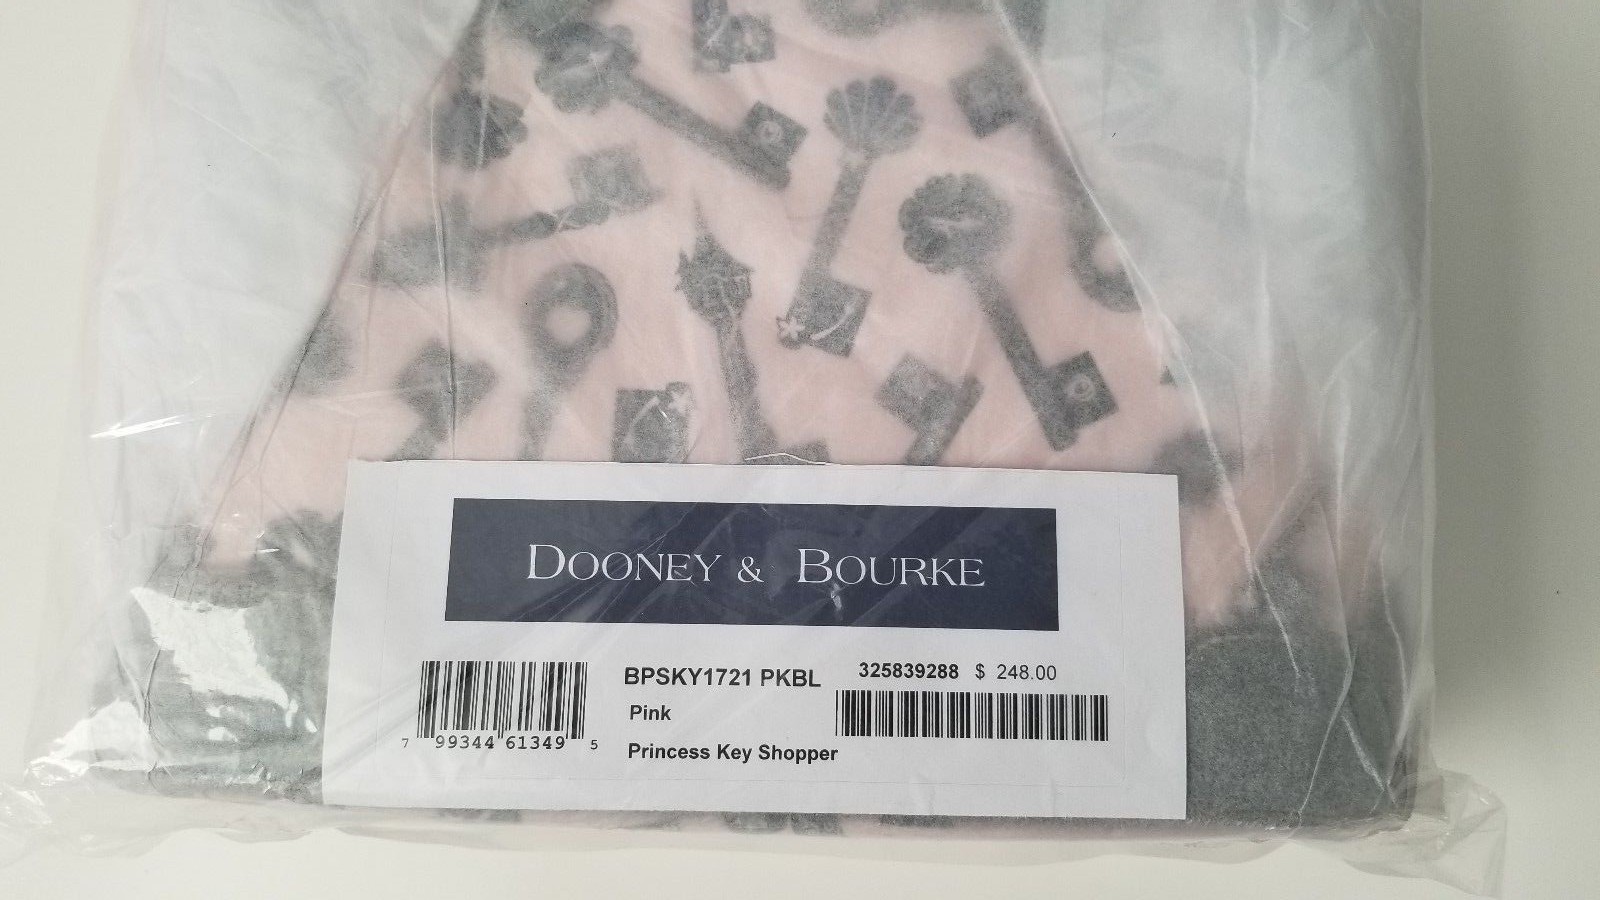 DOONEY & BOURKE
BPSKY1721 PKBL
325839288 $ 248.00
Pink
Princess Key Shopper
7 99344 61349 5